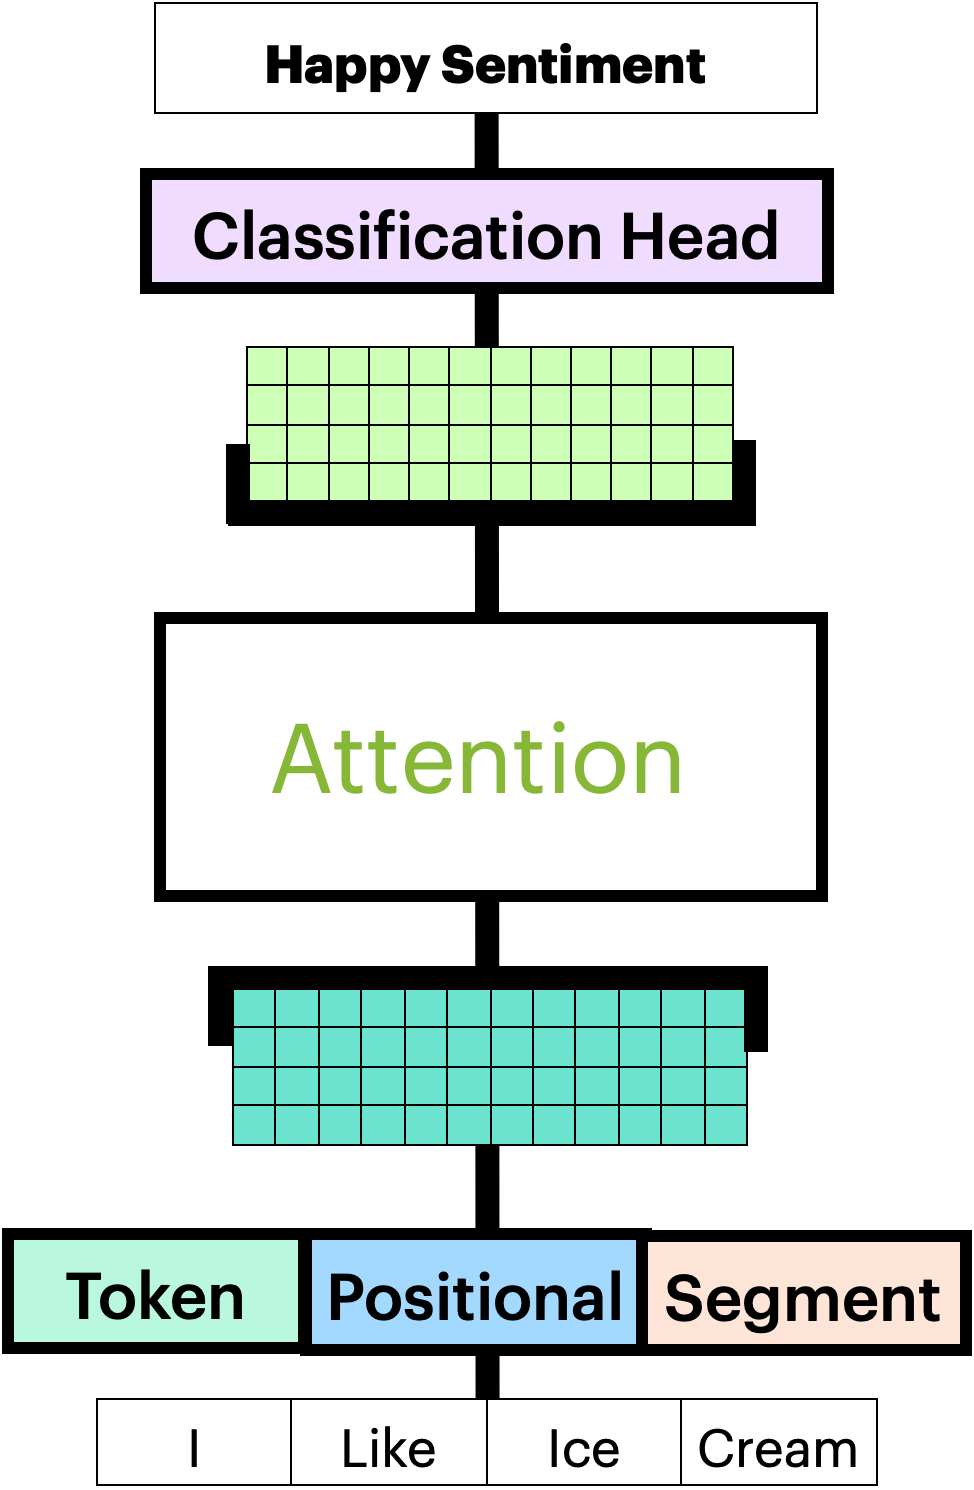 Happy Sentiment
Classification Head
Attention
Token Positional Segment
I Like Ice Cream